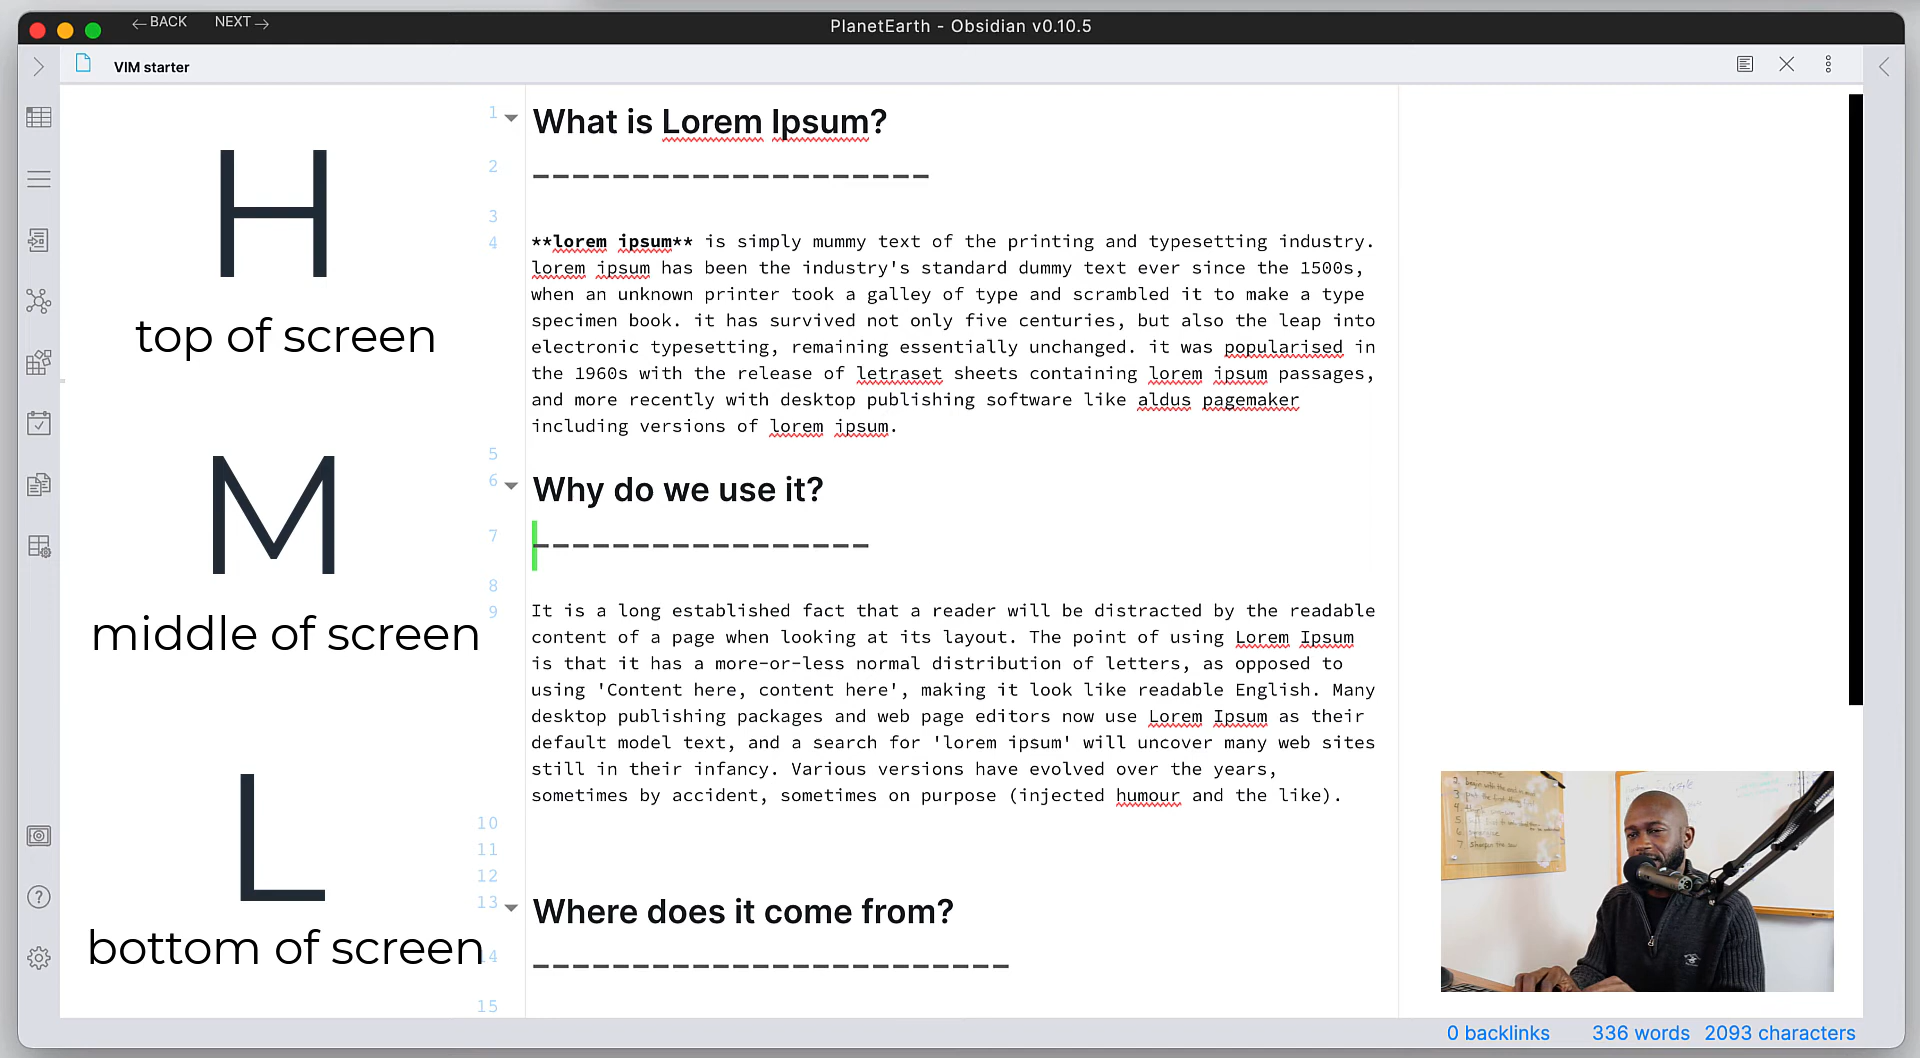 ← BACK NEXT →
PlanetEarth - Obsidian v0.10.5
VIM starter
H
top of screen
M
middle of screen
L
bottom of screen
1 What is Lorem Ipsum?
2 --------------------
3
4 **lorem ipsum** is simply mummy text of the printing and typesetting industry.
lorem ipsum has been the industry's standard dummy text ever since the 1500s,
when an unknown printer took a galley of type and scrambled it to make a type
specimen book. it has survived not only five centuries, but also the leap into
electronic typesetting, remaining essentially unchanged. it was popularised in
the 1960s with the release of letraset sheets containing lorem ipsum passages,
and more recently with desktop publishing software like aldus pagemaker
including versions of lorem ipsum.
5
6 Why do we use it?
7 -----------------
8
9 It is a long established fact that a reader will be distracted by the readable
content of a page when looking at its layout. The point of using Lorem Ipsum
is that it has a more-or-less normal distribution of letters, as opposed to
using 'Content here, content here', making it look like readable English. Many
desktop publishing packages and web page editors now use Lorem Ipsum as their
default model text, and a search for 'lorem ipsum' will uncover many web sites
still in their infancy. Various versions have evolved over the years,
sometimes by accident, sometimes on purpose (injected humour and the like).
10
11
12
13 Where does it come from?
14 ------------------------
15
0 backlinks 336 words 2093 characters